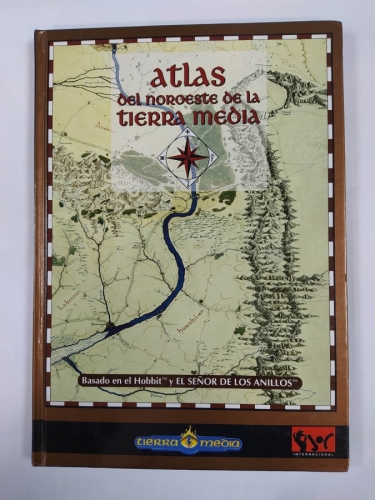 atlas
del noroeste de la
tierra media
Basado en el Hobbit™ y EL SEÑOR DE LOS ANILLOS™
tierra media
INTERNACIONAL